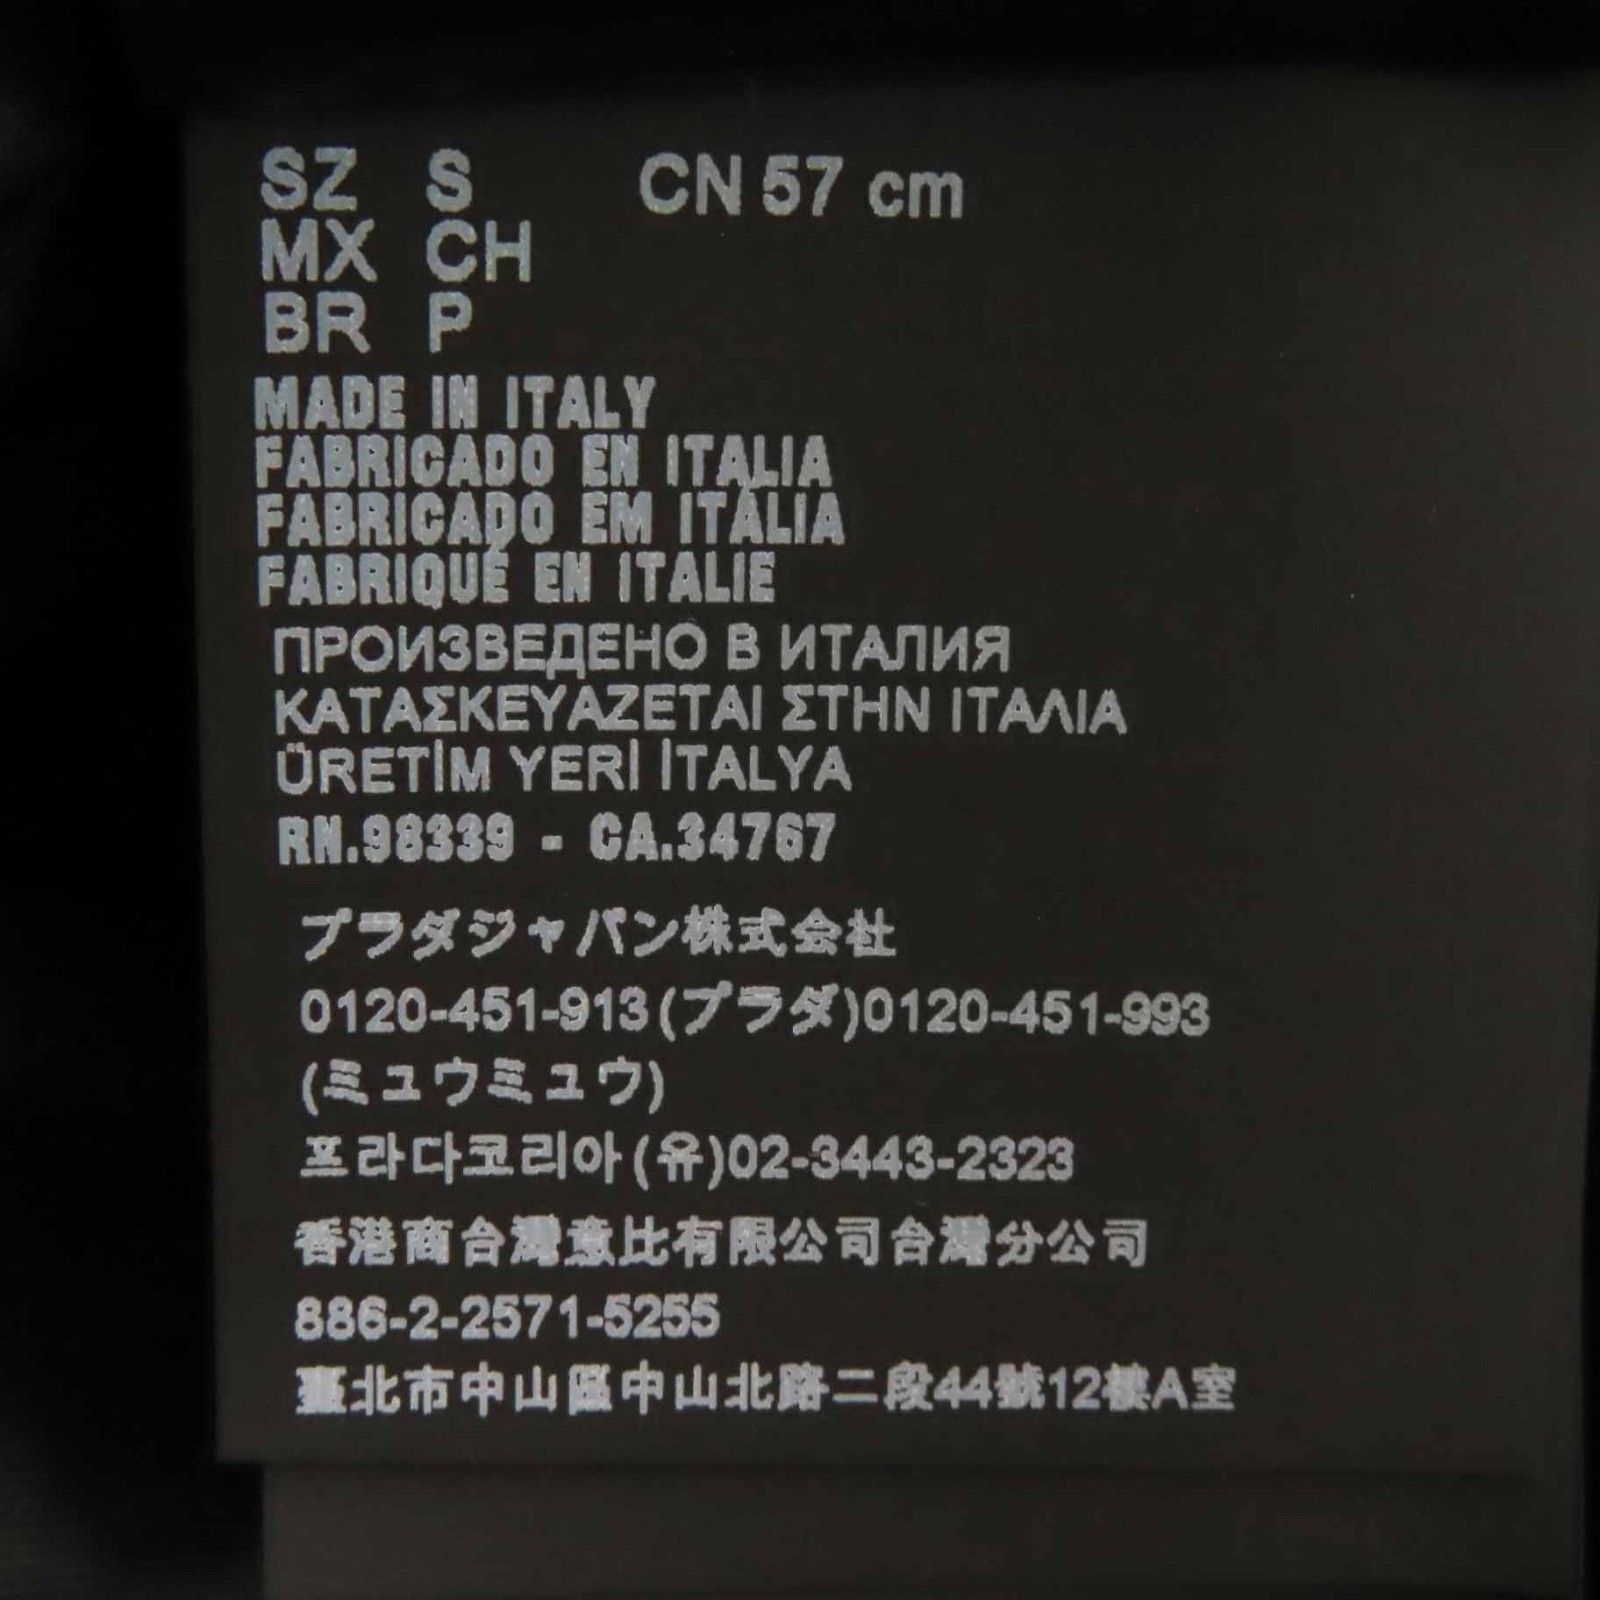 SZ S CN 57 cm
MX CH
BR P
MADE IN ITALY
FABRICADO EN ITALIA
FABRICADO EM ITÁLIA
FABRIQUÉ EN ITALIE
ПРОИЗВЕДЕНО В ИТАЛИЯ
ΚΑΤΑΣΚΕΥΑΖΕΤΑΙ ΣΤΗΝ ΙΤΑΛΙΑ
ÜRETİM YERİ İTALYA
RN.98339 - CA.34767
プラダジャパン株式会社
0120-451-913(プラダ)0120-451-993
(ミュウミュウ)
프라다코리아(유)02-3443-2323
香港商台灣意比有限公司台灣分公司
886-2-2571-5255
臺北市中山區中山北路二段44號12樓A室